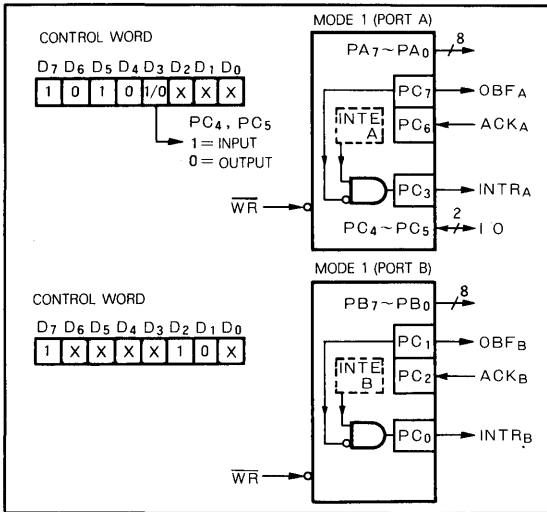 MODE 1 (PORT A)
CONTROL WORD
D7 D6 D5 D4 D3 D2 D1 D0
1 0 1 0 1/0 X X X
PC4, PC5
1 = INPUT
0 = OUTPUT
PA7~PA0
8
PC7
OBFA
INTE
A
PC6
ACKA
PC3
INTRA
WR
PC4~PC5
2
I O
MODE 1 (PORT B)
CONTROL WORD
D7 D6 D5 D4 D3 D2 D1 D0
1 X X X X 1 0 X
PB7~PB0
8
PC1
OBFB
INTE
B
PC2
ACKB
PC0
INTRB
WR